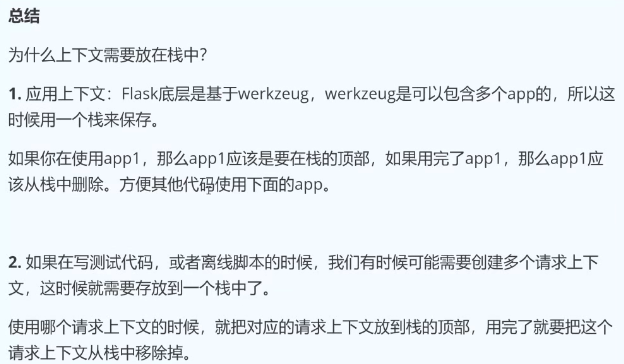 总结
为什么上下文需要放在栈中？
1. 应用上下文：Flask底层是基于werkzeug，werkzeug是可以包含多个app的，所以这
时候用一个栈来保存。
如果你在使用app1，那么app1应该是要在栈的顶部，如果用完了app1，那么app1应
该从栈中删除。方便其他代码使用下面的app。
2. 如果在写测试代码，或者离线脚本的时候，我们有时候可能需要创建多个请求上下
文，这时候就需要存放到一个栈中了。
使用哪个请求上下文的时候，就把对应的请求上下文放到栈的顶部，用完了就要把这个
请求上下文从栈中移除掉。